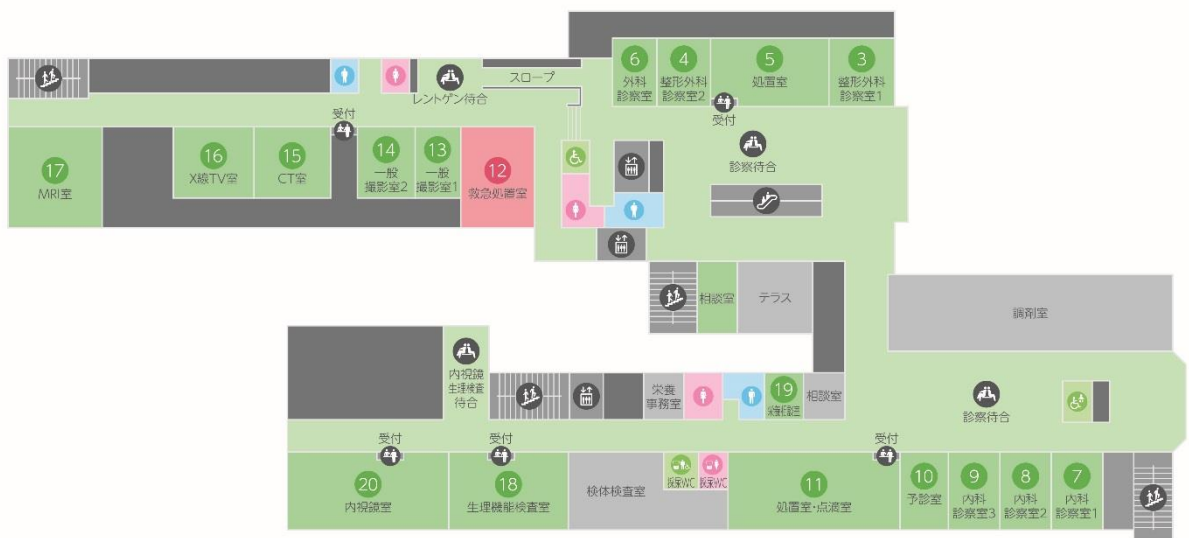 6
外科
診察室
4
整形外科
診察室2
5
処置室
3
整形外科
診察室1
受付
診察待合
スロープ
レントゲン待合
受付
17
MRI室
16
X線TV室
15
CT室
14
一般
撮影室2
13
一般
撮影室1
12
救急処置室
相談室
テラス
調剤室
内視鏡
生理検査
待合
栄養
事務室
19
相談室
診察待合
受付
受付
受付
20
内視鏡室
18
生理機能検査室
検体検査室
採尿WC
採尿WC
11
処置室・点滴室
10
予診室
9
内科
診察室3
8
内科
診察室2
7
内科
診察室1